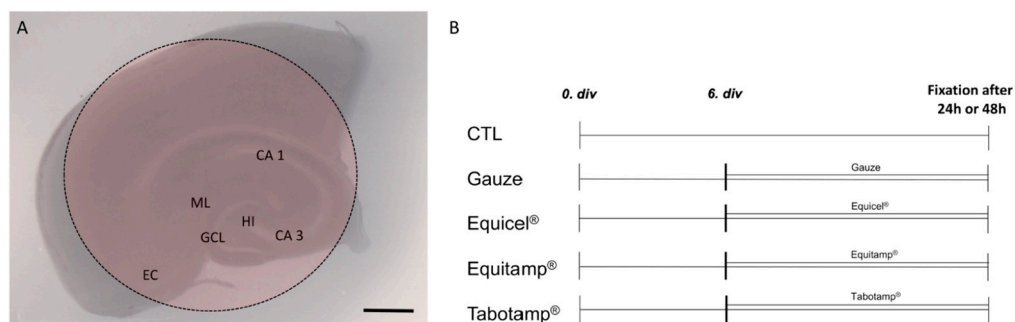 A
CA 1
ML
HI
GCL
CA 3
EC
B
0. div
6. div
Fixation after
24h or 48h
CTL
Gauze
Gauze
Equicel®
Equicel®
Equitamp®
Equitamp®
Tabotamp®
Tabotamp®